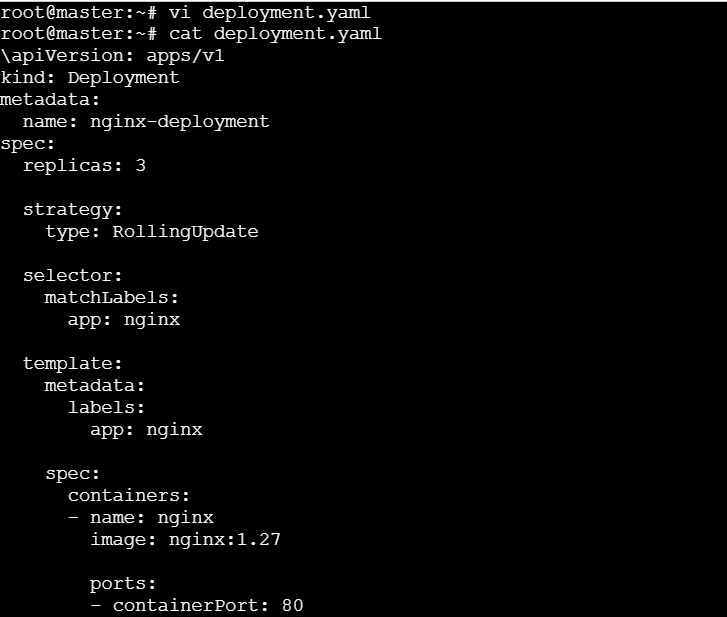 root@master:~# vi deployment.yaml
root@master:~# cat deployment.yaml
\apiVersion: apps/v1
kind: Deployment
metadata:
  name: nginx-deployment
spec:
  replicas: 3

  strategy:
    type: RollingUpdate

  selector:
    matchLabels:
      app: nginx

  template:
    metadata:
      labels:
        app: nginx

    spec:
      containers:
      - name: nginx
        image: nginx:1.27

        ports:
        - containerPort: 80